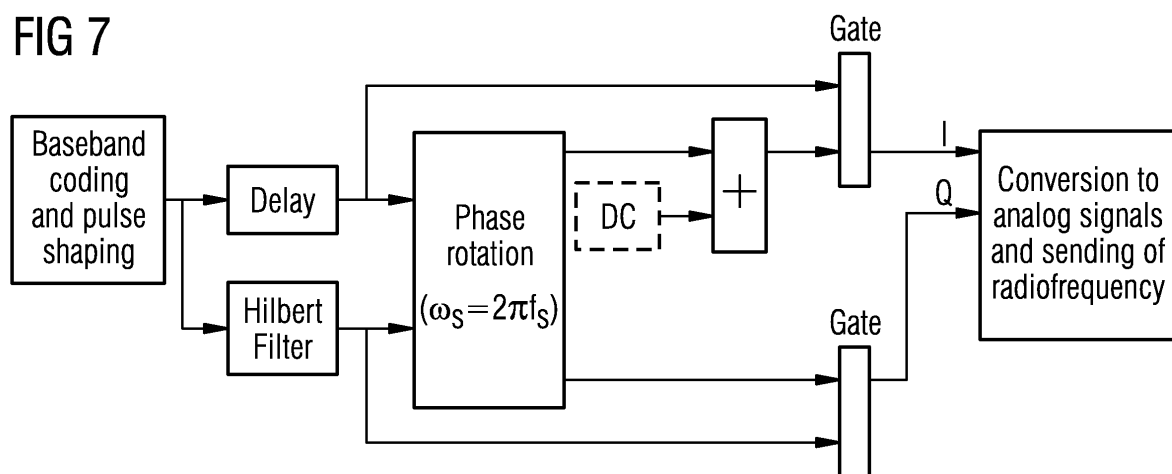 FIG 7
Gate
Baseband
coding
and pulse
shaping
Delay
Hilbert
Filter
Phase
rotation
(ωS=2πfS)
DC
+
Gate
I
Q
Conversion to
analog signals
and sending of
radiofrequency